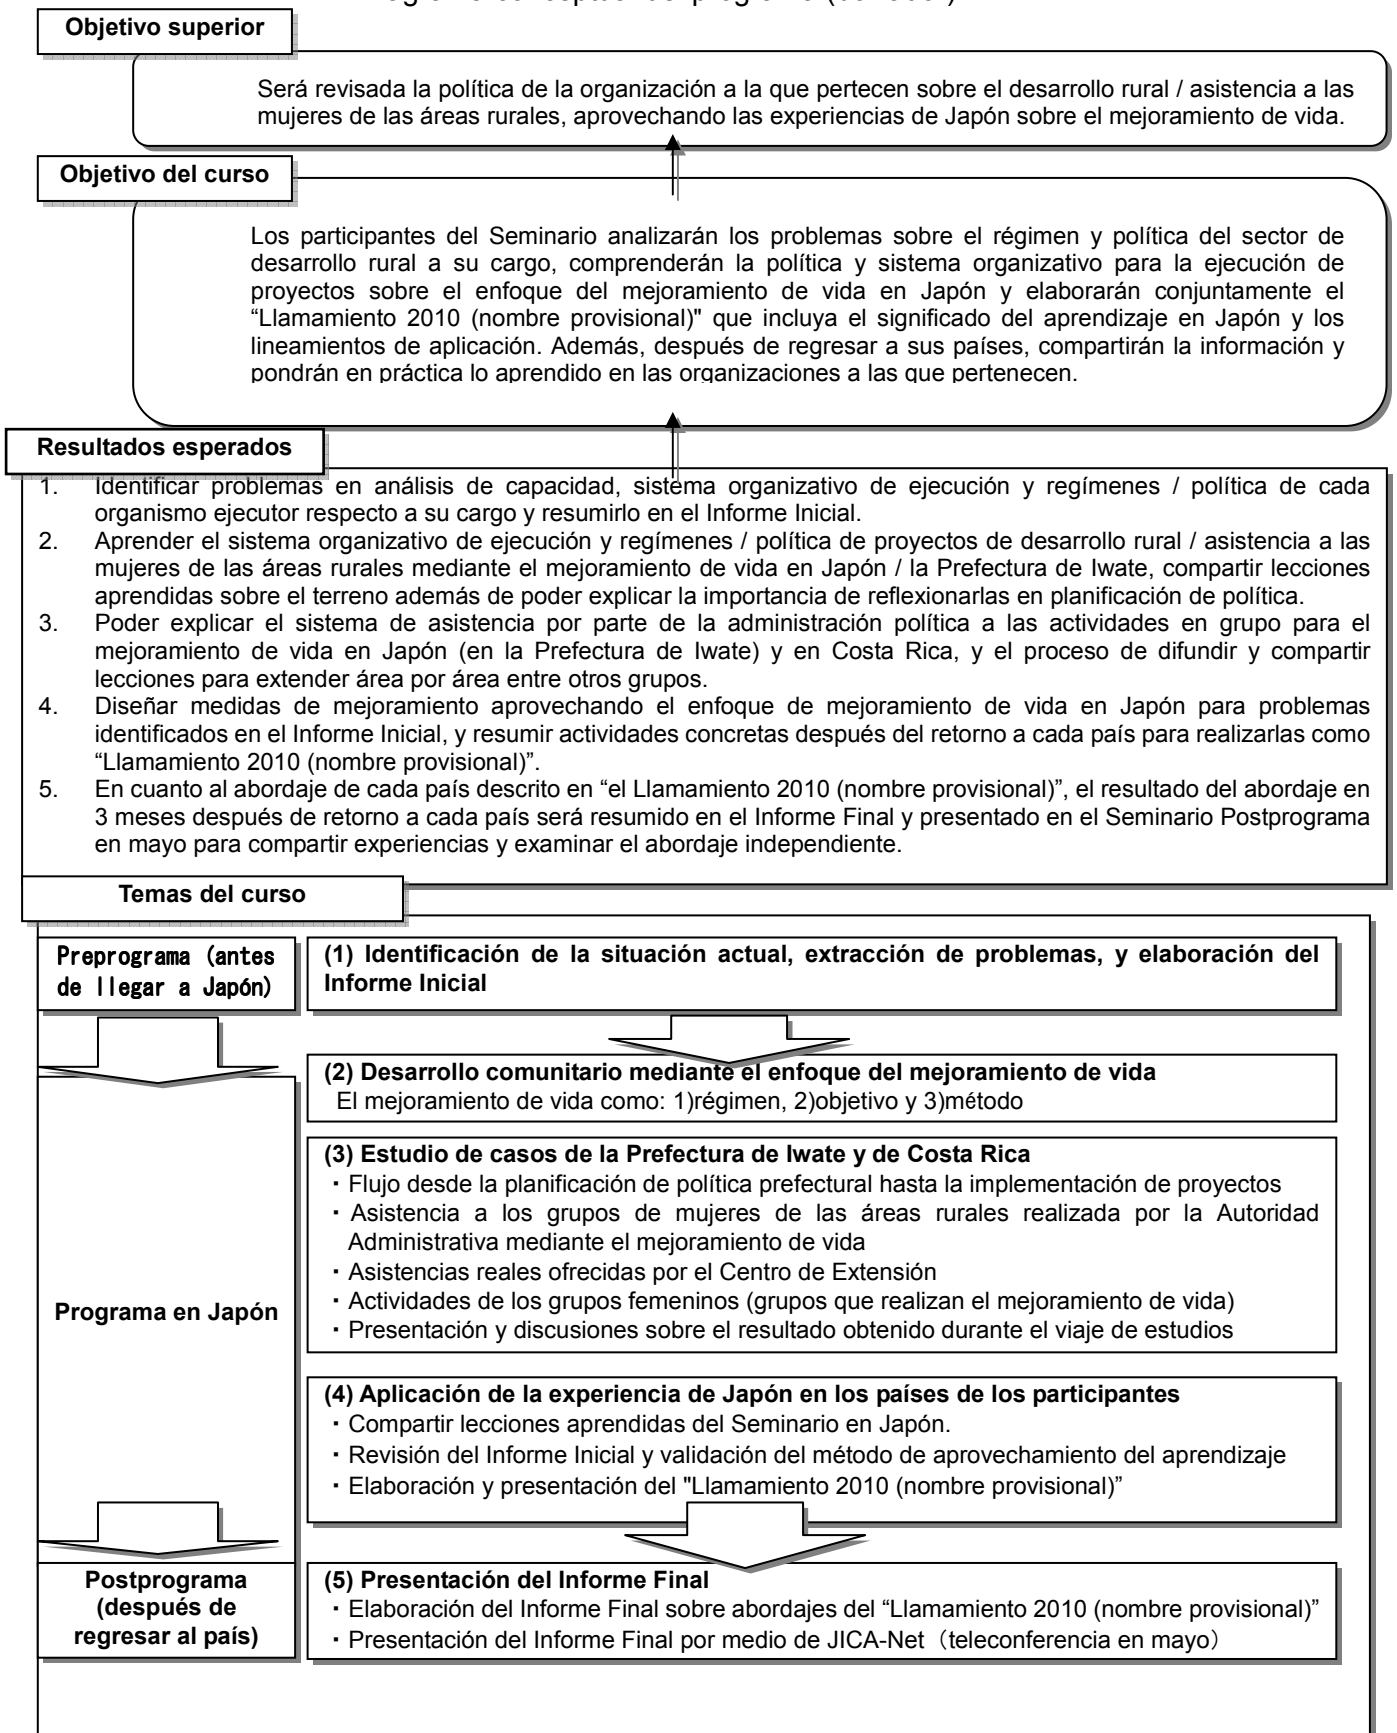 Objetivo superior
Será revisada la política de la organización a la que pertecen sobre el desarrollo rural / asistencia a las
mujeres de las áreas rurales, aprovechando las experiencias de Japón sobre el mejoramiento de vida.
Objetivo del curso
Los participantes del Seminario analizarán los problemas sobre el régimen y política del sector de
desarrollo rural a su cargo, comprenderán la política y sistema organizativo para la ejecución de
proyectos sobre el enfoque del mejoramiento de vida en Japón y elaborarán conjuntamente el
“Llamamiento 2010 (nombre provisional)" que incluya el significado del aprendizaje en Japón y los
lineamientos de aplicación. Además, después de regresar a sus países, compartirán la información y
pondrán en práctica lo aprendido en las organizaciones a las que pertenecen.
Resultados esperados
1. Identificar problemas en análisis de capacidad, sistema organizativo de ejecución y regímenes / política de cada
organismo ejecutor respecto a su cargo y resumirlo en el Informe Inicial.
2. Aprender el sistema organizativo de ejecución y regímenes / política de proyectos de desarrollo rural / asistencia a las
mujeres de las áreas rurales mediante el mejoramiento de vida en Japón / la Prefectura de Iwate, compartir lecciones
aprendidas sobre el terreno además de poder explicar la importancia de reflexionarlas en planificación de política.
3. Poder explicar el sistema de asistencia por parte de la administración política a las actividades en grupo para el
mejoramiento de vida en Japón (en la Prefectura de Iwate) y en Costa Rica, y el proceso de difundir y compartir
lecciones para extender área por área entre otros grupos.
4. Diseñar medidas de mejoramiento aprovechando el enfoque de mejoramiento de vida en Japón para problemas
identificados en el Informe Inicial, y resumir actividades concretas después del retorno a cada país para realizarlas como
“Llamamiento 2010 (nombre provisional)”.
5. En cuanto al abordaje de cada país descrito en “el Llamamiento 2010 (nombre provisional)”, el resultado del abordaje en
3 meses después de retorno a cada país será resumido en el Informe Final y presentado en el Seminario Postprograma
en mayo para compartir experiencias y examinar el abordaje independiente.
Temas del curso
Preprograma (antes
de llegar a Japón)
(1) Identificación de la situación actual, extracción de problemas, y elaboración del
Informe Inicial
(2) Desarrollo comunitario mediante el enfoque del mejoramiento de vida
El mejoramiento de vida como: 1)régimen, 2)objetivo y 3)método
Programa en Japón
(3) Estudio de casos de la Prefectura de Iwate y de Costa Rica
・Flujo desde la planificación de política prefectural hasta la implementación de proyectos
・Asistencia a los grupos de mujeres de las áreas rurales realizada por la Autoridad
Administrativa mediante el mejoramiento de vida
・Asistencias reales ofrecidas por el Centro de Extensión
・Actividades de los grupos femeninos (grupos que realizan el mejoramiento de vida)
・Presentación y discusiones sobre el resultado obtenido durante el viaje de estudios
(4) Aplicación de la experiencia de Japón en los países de los participantes
・Compartir lecciones aprendidas del Seminario en Japón.
・Revisión del Informe Inicial y validación del método de aprovechamiento del aprendizaje
・Elaboración y presentación del "Llamamiento 2010 (nombre provisional)”
Postprograma
(después de
regresar al país)
(5) Presentación del Informe Final
・Elaboración del Informe Final sobre abordajes del “Llamamiento 2010 (nombre provisional)”
・Presentación del Informe Final por medio de JICA-Net（teleconferencia en mayo）